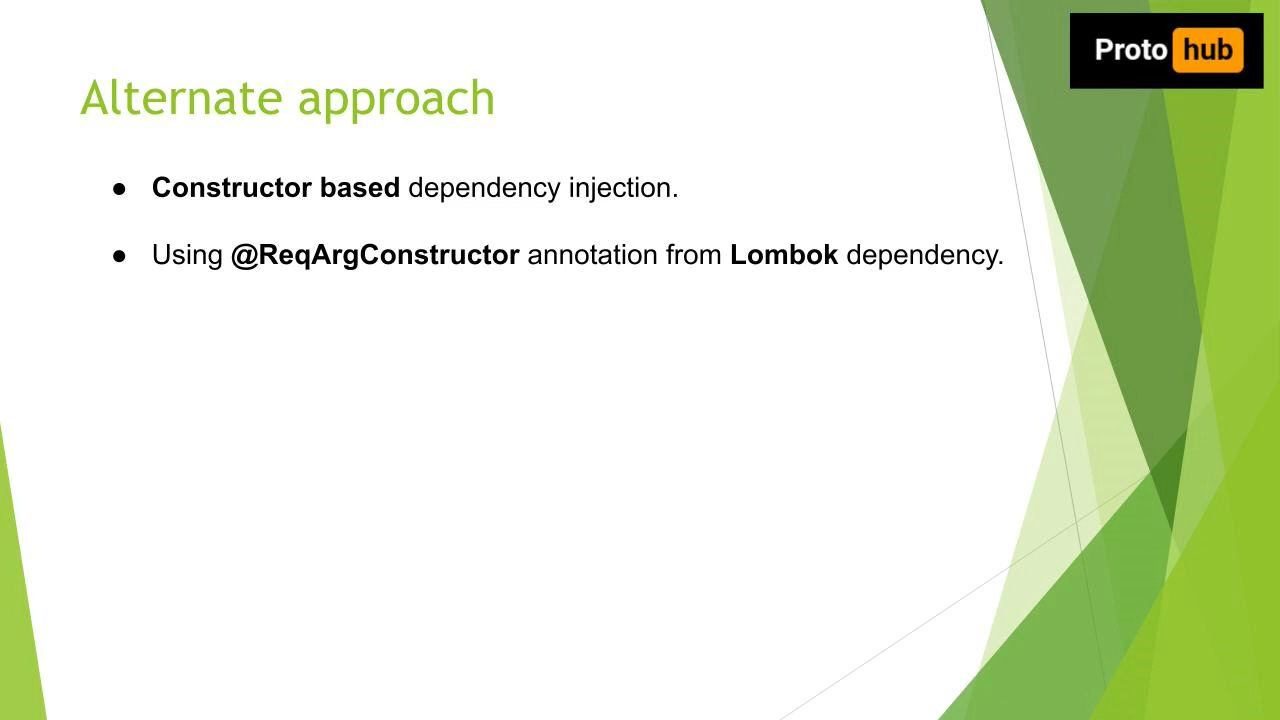 Proto hub
Alternate approach
● Constructor based dependency injection.
● Using @ReqArgConstructor annotation from Lombok dependency.